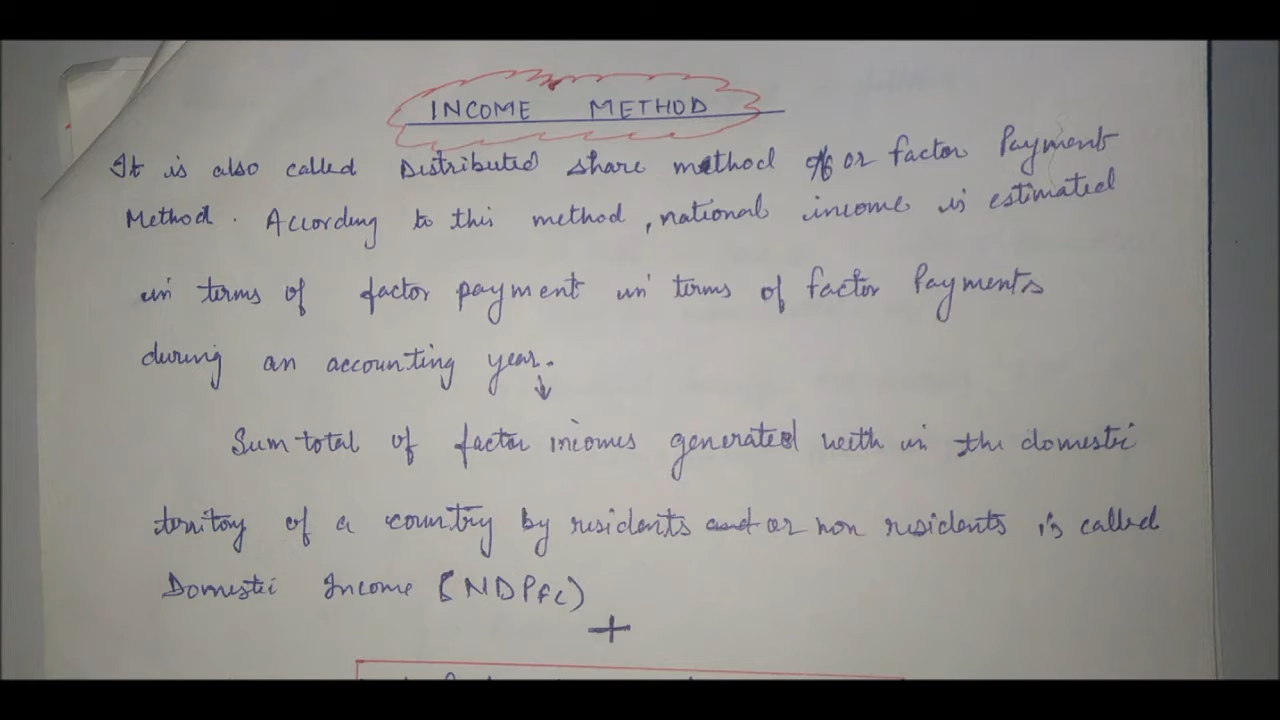 INCOME METHOD
It is also called Distributed share method or factor Payment
Method. According to this method, national income is estimated
in terms of factor payment in terms of factor Payments
during an accounting year.
↓
Sum total of factor incomes generated with in the domestic
territory of a country by residents and or non residents is called
Domestic Income (NDPFC)
+